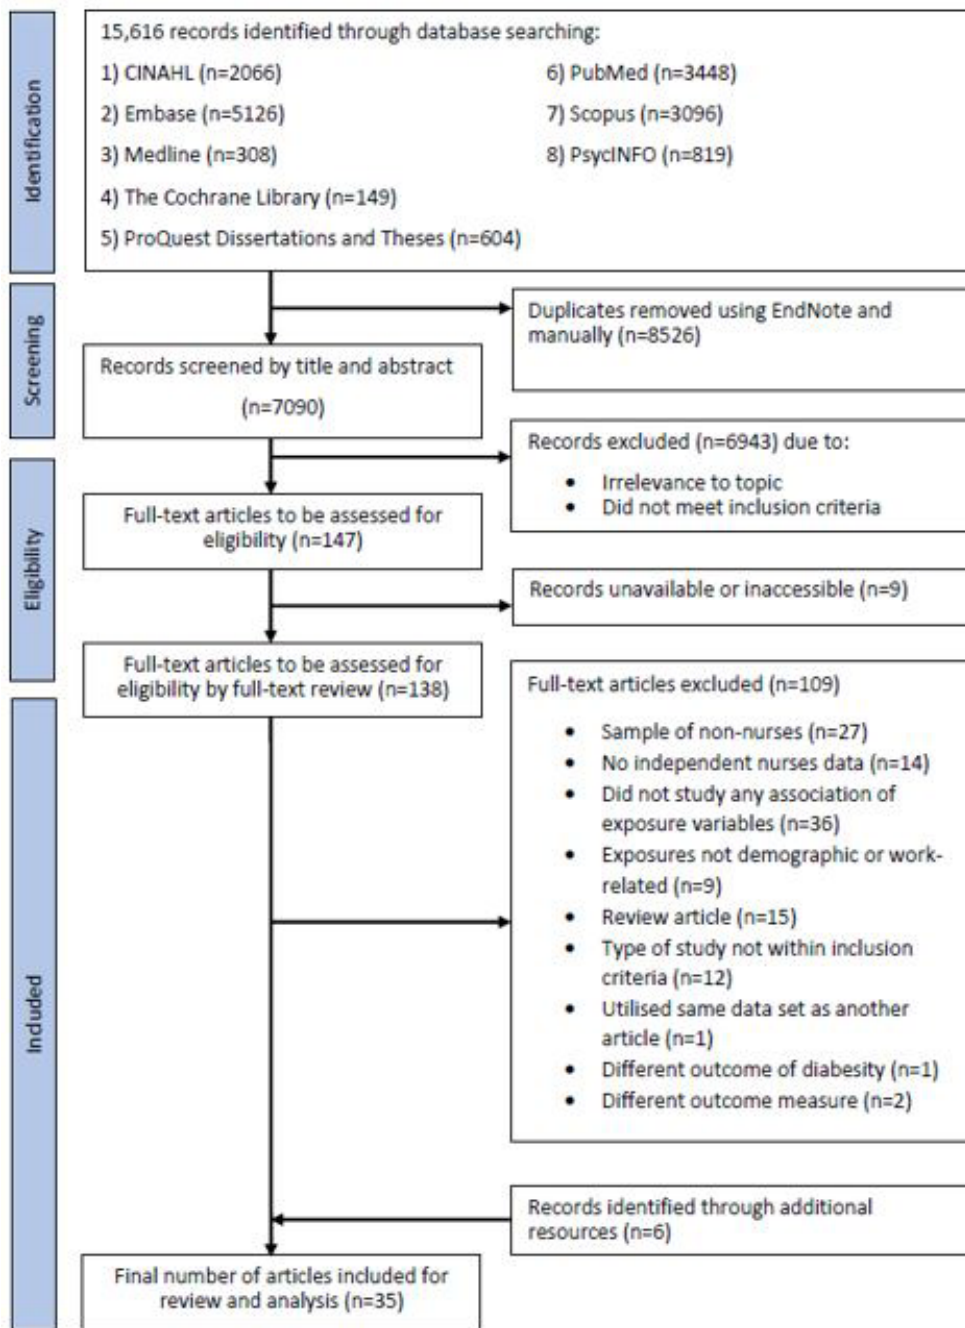 Identification
15,616 records identified through database searching:
1) CINAHL (n=2066)
2) Embase (n=5126)
3) Medline (n=308)
4) The Cochrane Library (n=149)
5) ProQuest Dissertations and Theses (n=604)
6) PubMed (n=3448)
7) Scopus (n=3096)
8) PsycINFO (n=819)
Screening
Duplicates removed using EndNote and
manually (n=8526)
Records screened by title and abstract
(n=7090)
Records excluded (n=6943) due to:
• Irrelevance to topic
• Did not meet inclusion criteria
Eligibility
Full-text articles to be assessed for
eligibility (n=147)
Records unavailable or inaccessible (n=9)
Full-text articles to be assessed for
eligibility by full-text review (n=138)
Included
Full-text articles excluded (n=109)
• Sample of non-nurses (n=27)
• No independent nurses data (n=14)
• Did not study any association of
exposure variables (n=36)
• Exposures not demographic or work-
related (n=9)
• Review article (n=15)
• Type of study not within inclusion
criteria (n=12)
• Utilised same data set as another
article (n=1)
• Different outcome of diabesity (n=1)
• Different outcome measure (n=2)
Records identified through additional
resources (n=6)
Final number of articles included for
review and analysis (n=35)